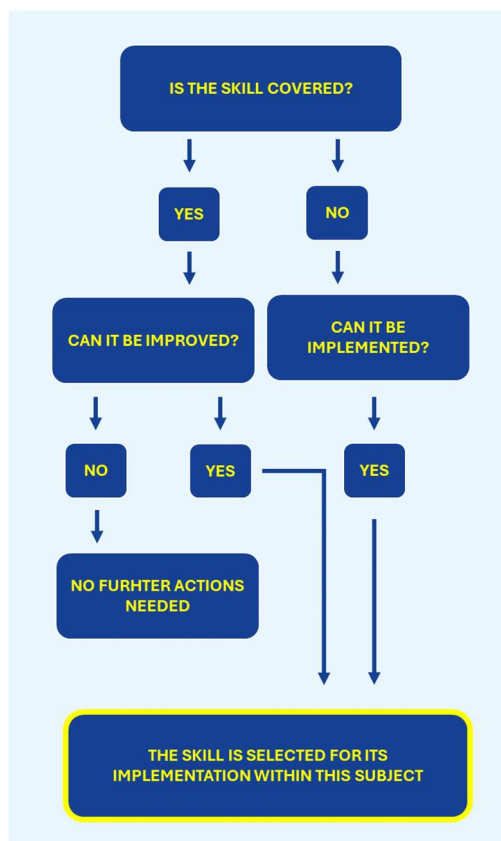 IS THE SKILL COVERED?
YES
NO
CAN IT BE IMPROVED?
CAN IT BE
IMPLEMENTED?
NO
YES
YES
NO FURHTER ACTIONS
NEEDED
THE SKILL IS SELECTED FOR ITS
IMPLEMENTATION WITHIN THIS SUBJECT